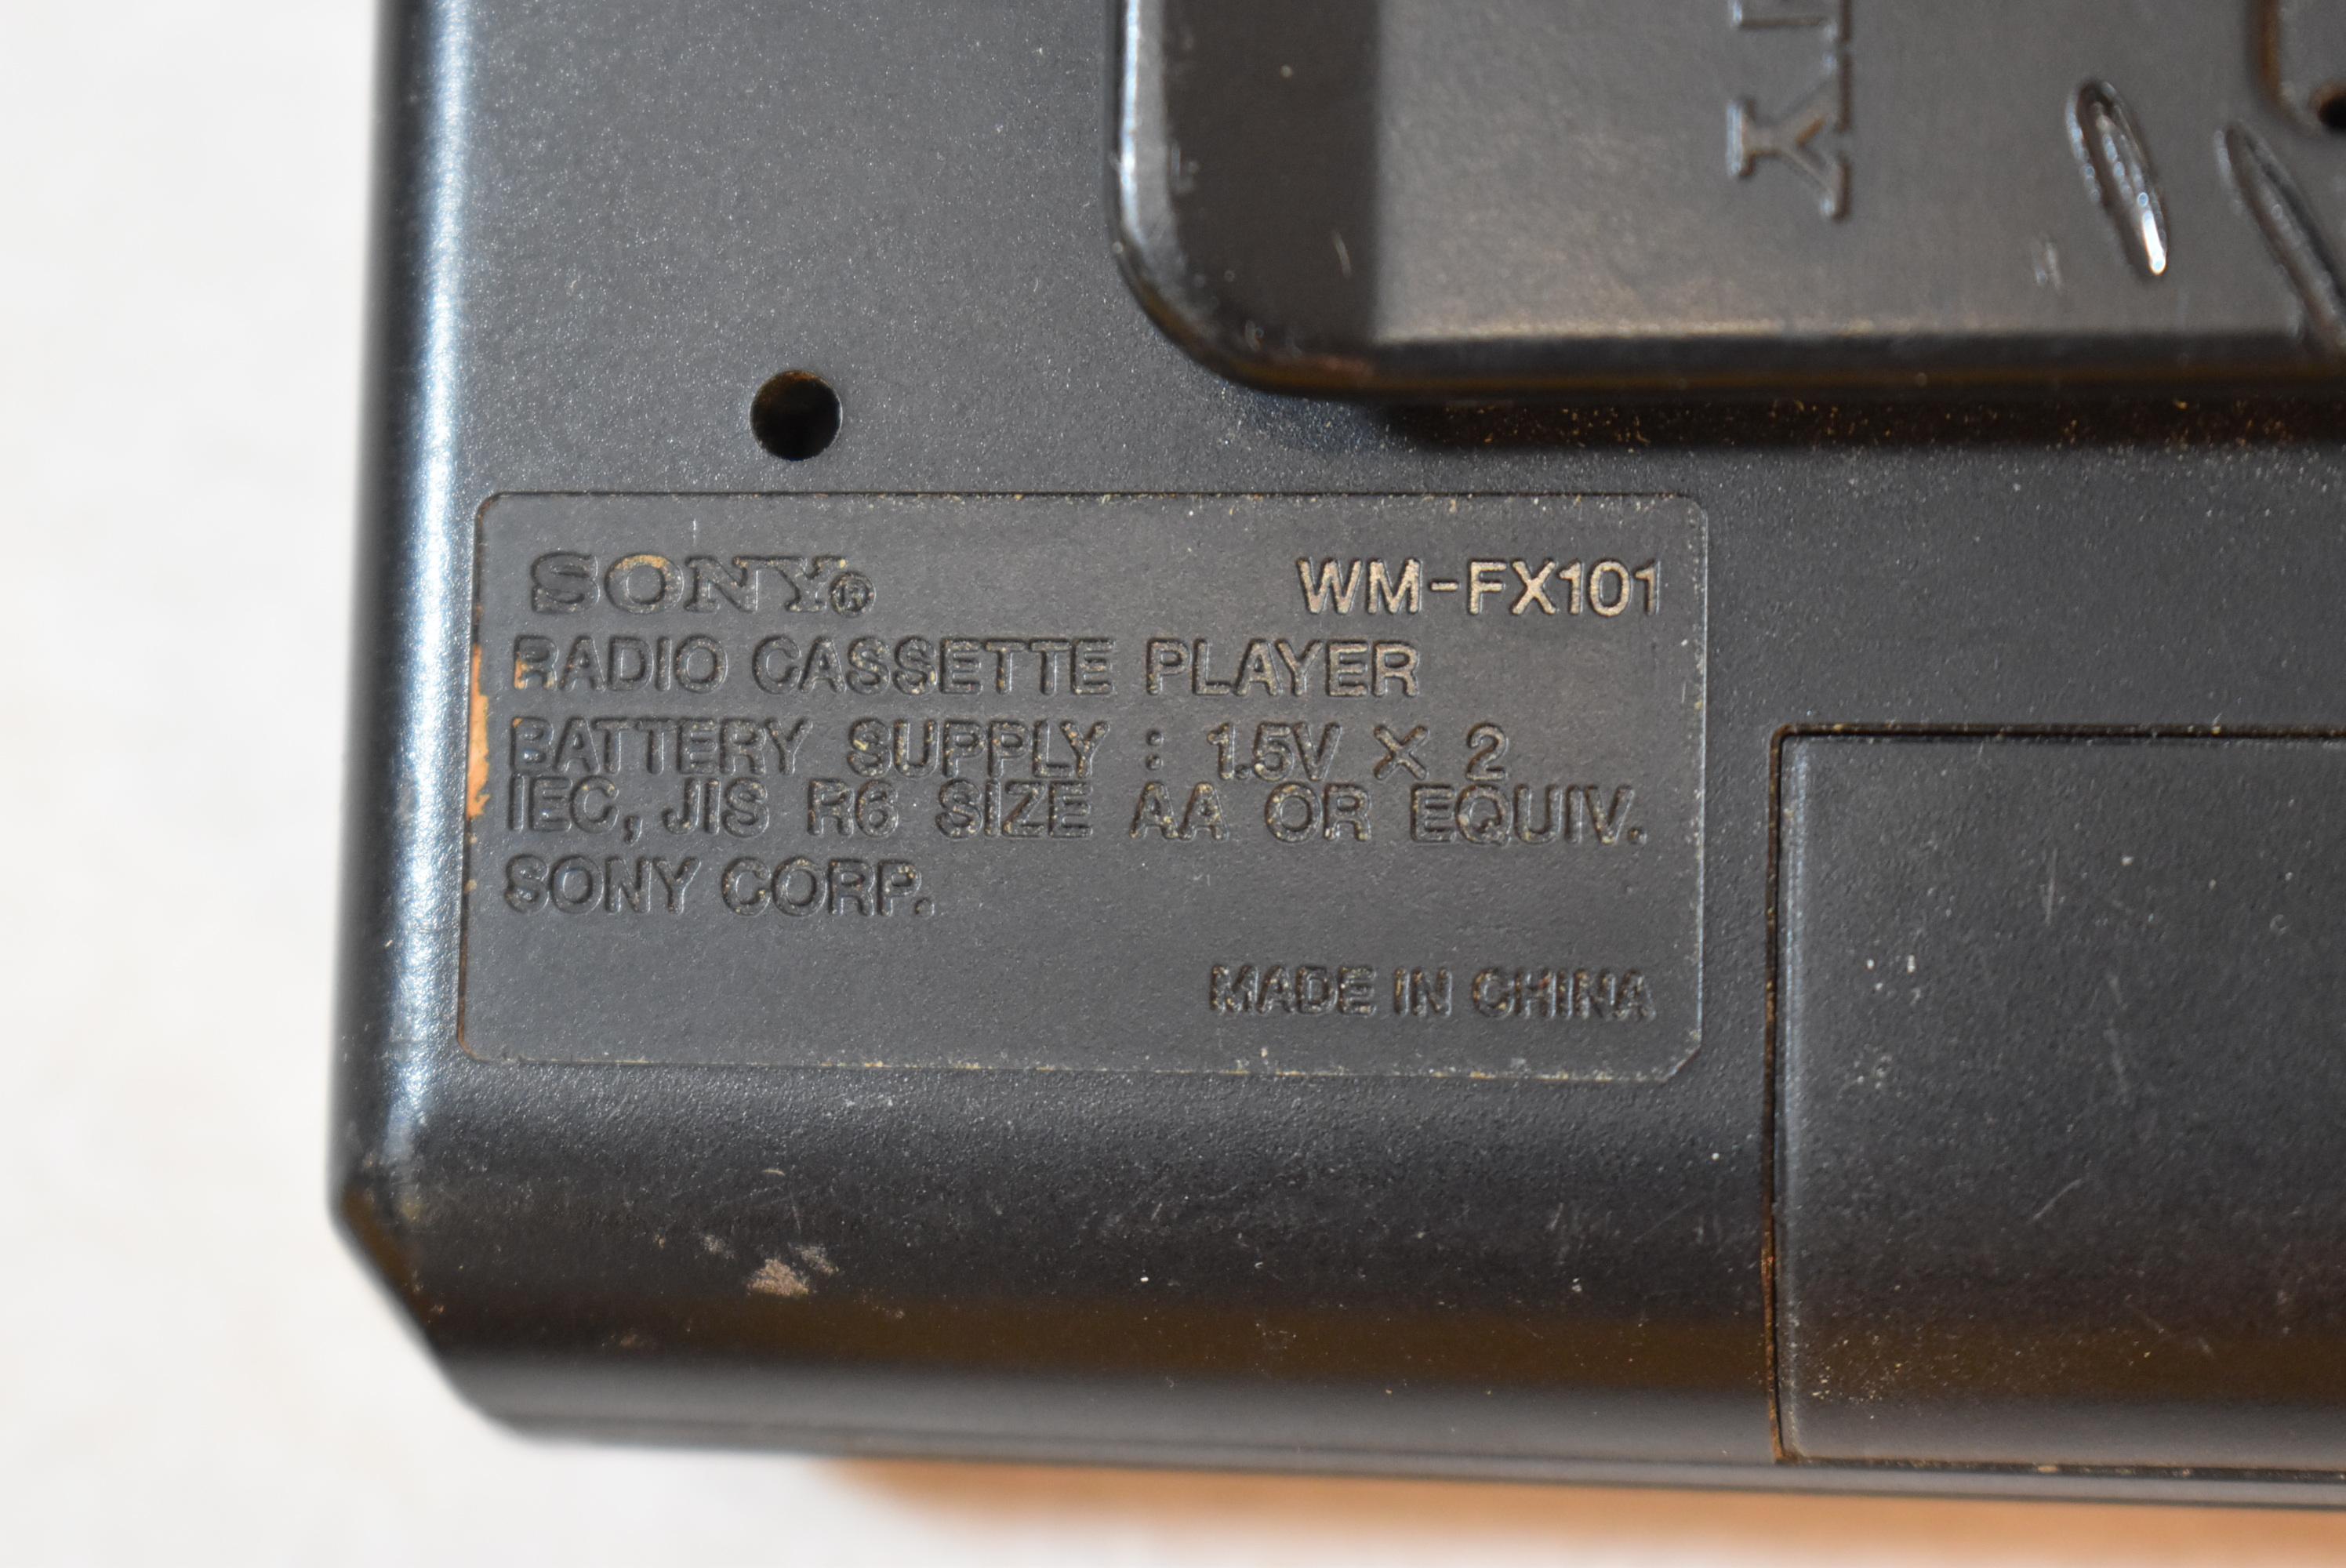 TY
SONY® WM-FX101
RADIO CASSETTE PLAYER
BATTERY SUPPLY : 1.5V X 2
IEC, JIS R6 SIZE AA OR EQUIV.
SONY CORP.
MADE IN CHINA